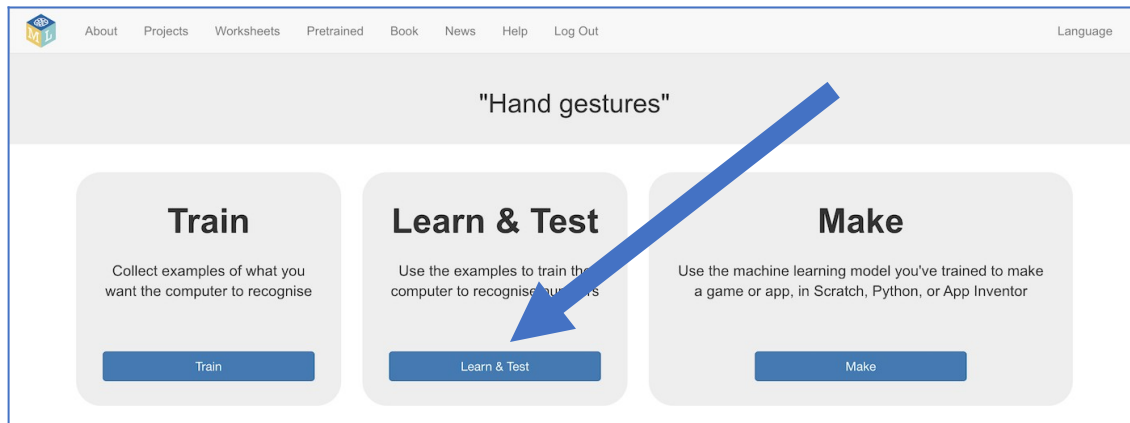 ML
About Projects Worksheets Pretrained Book News Help Log Out Language
"Hand gestures"
Train
Collect examples of what you
want the computer to recognise
Train
Learn & Test
Use the examples to train the
computer to recognise numbers
Learn & Test
Make
Use the machine learning model you've trained to make
a game or app, in Scratch, Python, or App Inventor
Make